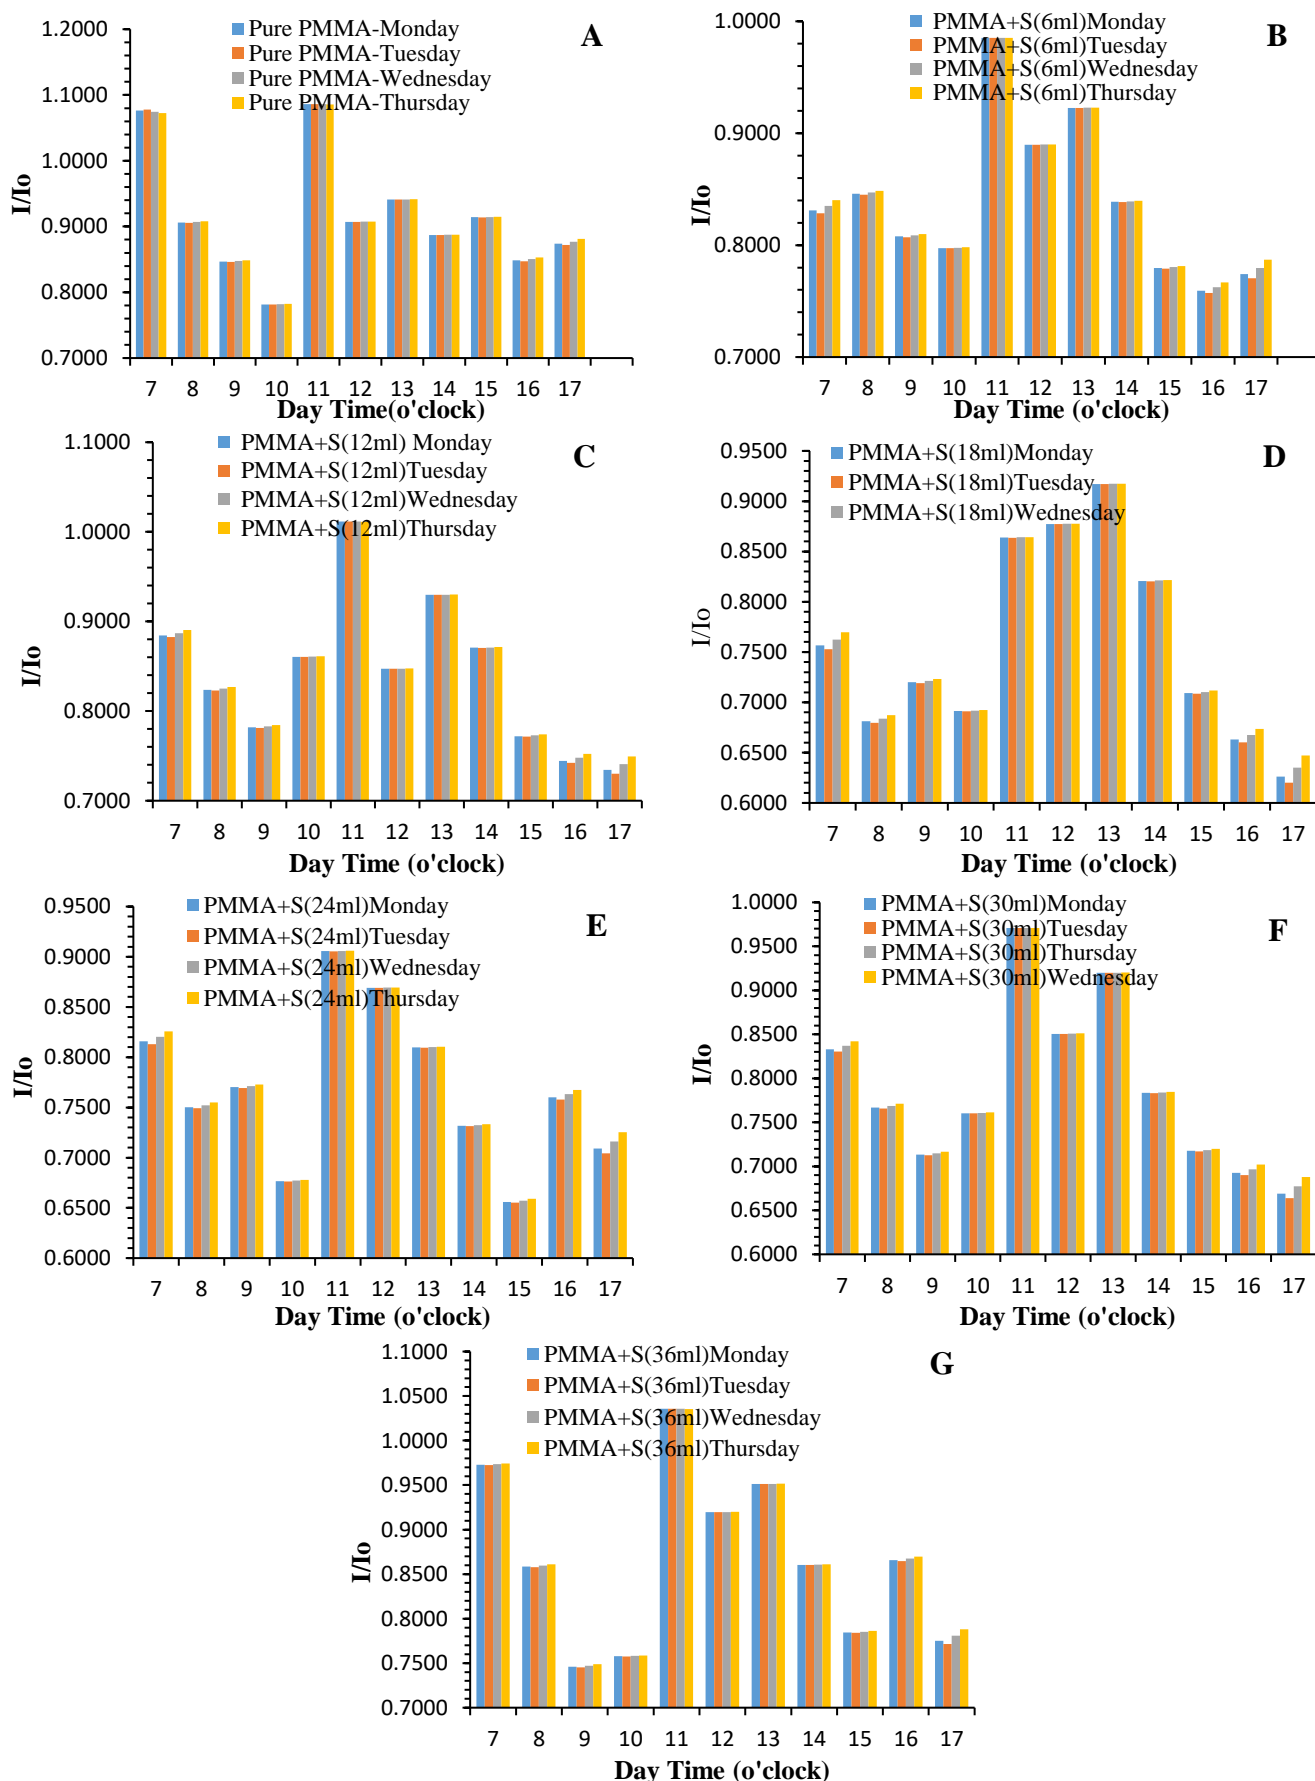 A
Pure PMMA-Monday
Pure PMMA-Tuesday
Pure PMMA-Wednesday
Pure PMMA-Thursday
1.2000
1.1000
1.0000
0.9000
0.8000
0.7000
I/Io
7 8 9 10 11 12 13 14 15 16 17
Day Time(o'clock)
B
PMMA+S(6ml)Monday
PMMA+S(6ml)Tuesday
PMMA+S(6ml)Wednesday
PMMA+S(6ml)Thursday
1.0000
0.9000
0.8000
0.7000
I/Io
7 8 9 10 11 12 13 14 15 16 17
Day Time (o'clock)
C
PMMA+S(12ml) Monday
PMMA+S(12ml)Tuesday
PMMA+S(12ml)Wednesday
PMMA+S(12ml)Thursday
1.1000
1.0000
0.9000
0.8000
0.7000
I/Io
7 8 9 10 11 12 13 14 15 16 17
Day Time (o'clock)
D
PMMA+S(18ml)Monday
PMMA+S(18ml)Tuesday
PMMA+S(18ml)Wednesday
0.9500
0.9000
0.8500
0.8000
0.7500
0.7000
0.6500
0.6000
I/Io
7 8 9 10 11 12 13 14 15 16 17
Day Time (o'clock)
E
PMMA+S(24ml)Monday
PMMA+S(24ml)Tuesday
PMMA+S(24ml)Wednesday
PMMA+S(24ml)Thursday
0.9500
0.9000
0.8500
0.8000
0.7500
0.7000
0.6500
0.6000
I/Io
7 8 9 10 11 12 13 14 15 16 17
Day Time (o'clock)
F
PMMA+S(30ml)Monday
PMMA+S(30ml)Tuesday
PMMA+S(30ml)Thursday
PMMA+S(30ml)Wednesday
1.0000
0.9500
0.9000
0.8500
0.8000
0.7500
0.7000
0.6500
0.6000
I/Io
7 8 9 10 11 12 13 14 15 16 17
Day Time (o'clock)
G
PMMA+S(36ml)Monday
PMMA+S(36ml)Tuesday
PMMA+S(36ml)Wednesday
PMMA+S(36ml)Thursday
1.1000
1.0500
1.0000
0.9500
0.9000
0.8500
0.8000
0.7500
0.7000
I/Io
7 8 9 10 11 12 13 14 15 16 17
Day Time (o'clock)